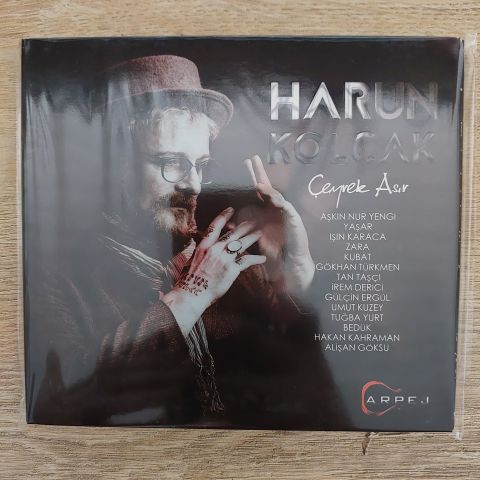 HARUN
KOLÇAK
Çeyrek Asır
AŞKIN NUR YENGİ
YAŞAR
IŞIN KARACA
ZARA
KUBAT
GÖKHAN TÜRKMEN
TAN TAŞÇI
İREM DERİCİ
GÜLÇİN ERGÜL
UMUT KUZEY
TUĞBA YURT
BEDÜK
HAKAN KAHRAMAN
ALİŞAN GÖKSU
ARPEJ